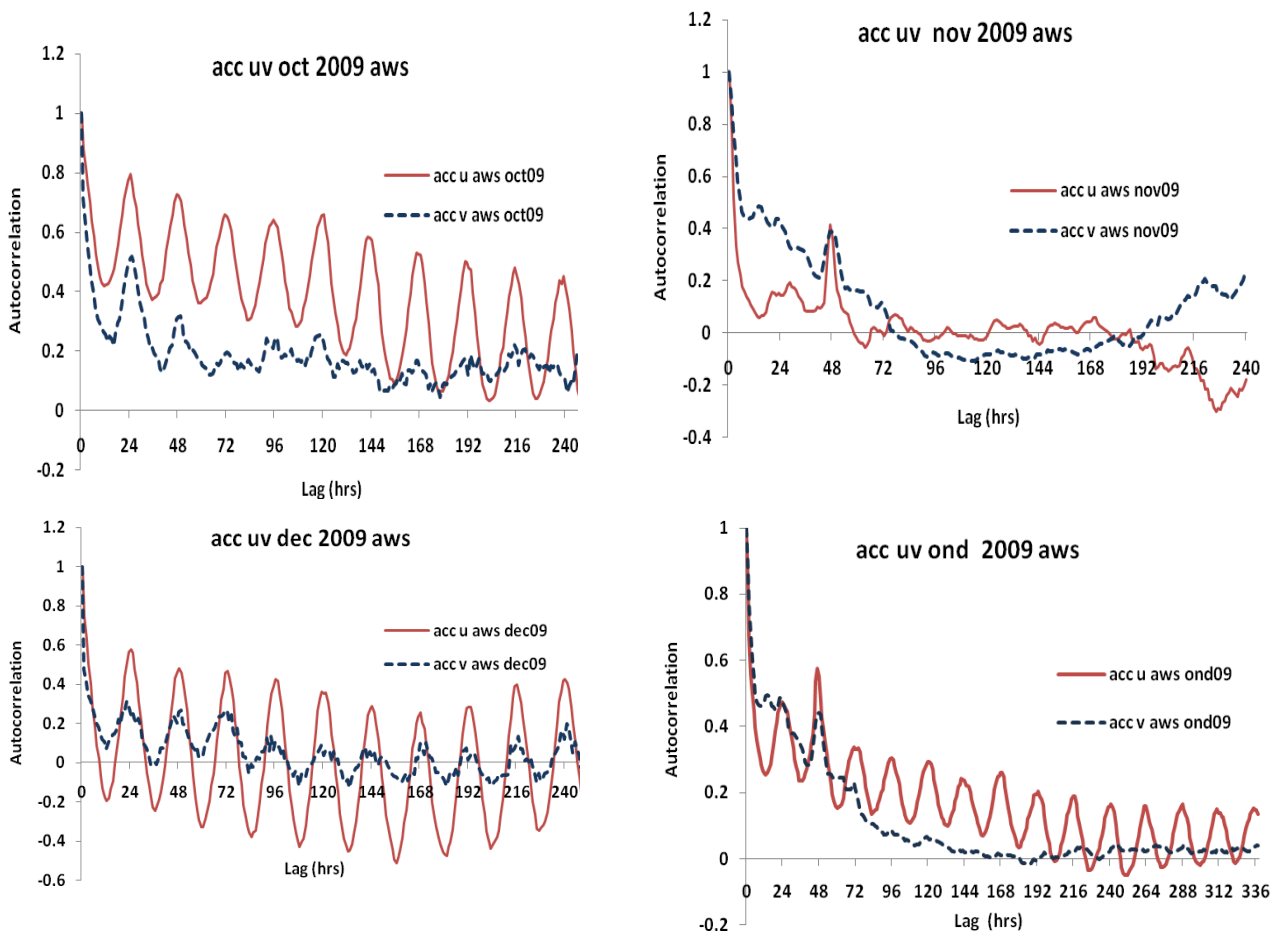 acc uv oct 2009 aws
1.2
1
0.8
0.6
0.4
0.2
0
-0.2
Autocorrelation
acc u aws oct09
acc v aws oct09
0 24 48 72 96 120 144 168 192 216 240
Lag (hrs)
acc uv nov 2009 aws
1.2
1
0.8
0.6
0.4
0.2
0
-0.2
-0.4
Autocorrelation
acc u aws nov09
acc v aws nov09
0 24 48 72 96 120 144 168 192 216 240
Lag (hrs)
acc uv dec 2009 aws
1.2
1
0.8
0.6
0.4
0.2
0
-0.2
-0.4
-0.6
Autocorrelation
acc u aws dec09
acc v aws dec09
0 24 48 72 96 120 144 168 192 216 240
Lag (hrs)
acc uv ond 2009 aws
1
0.8
0.6
0.4
0.2
0
-0.2
Autocorrelation
acc u aws ond09
acc v aws ond09
0 24 48 72 96 120 144 168 192 216 240 264 288 312 336
Lag (hrs)